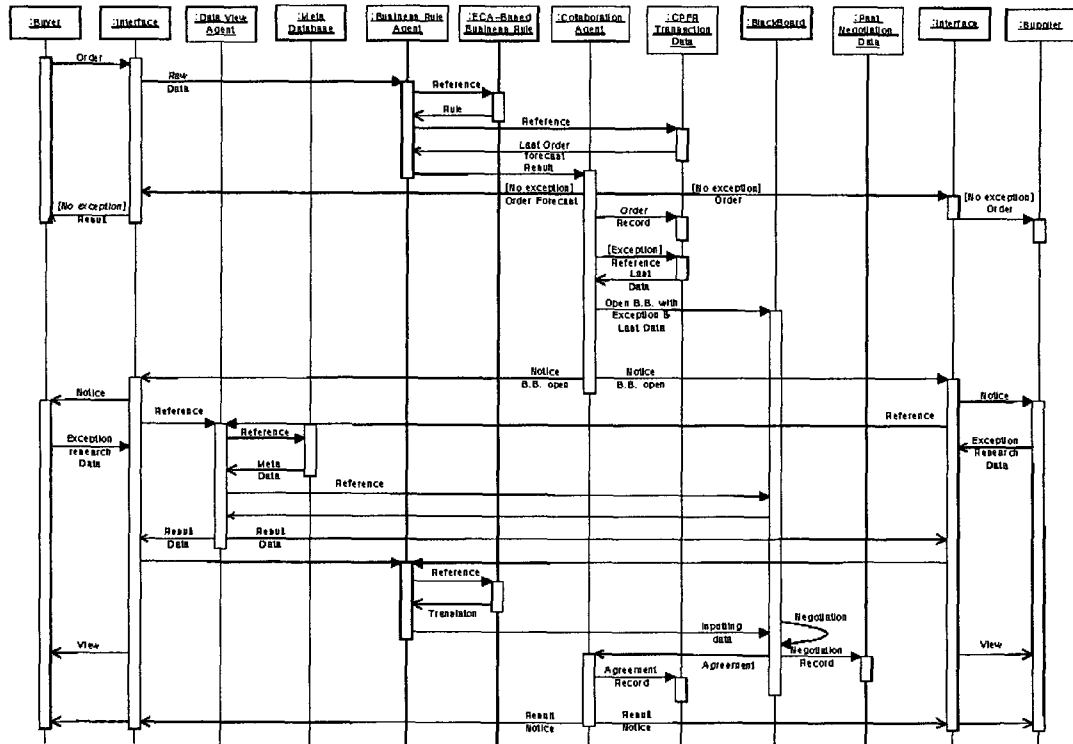 :Buyer
:Interface
:Data View
Agent
:Meta
Database
:Business Rule
Agent
:ECA-Based
Business Rule
:Collaboration
Agent
:CPFR
Transaction
Data
:BlackBoard
:Past
Negotiation
Data
:Interface
:Supplier
Order
Raw
Data
Reference
Rule
Reference
Last Order
forecast
Result
[No exception]
Order Forecast
[No exception]
Order
[No exception]
Result
[No exception]
Order
Order
Record
[Exception]
Reference
Last
Data
Open B.B. with
Exception &
Last Data
Notice
B.B. open
Notice
B.B. open
Notice
Notice
Reference
Reference
Exception
research
Data
Reference
Exception
Research
Data
Meta
Data
Reference
Result
Data
Result
Data
Reference
Translation
Inputting
data
Negotiation
View
View
Agreement
Negotiation
Record
Agreement
Record
Result
Notice
Result
Notice